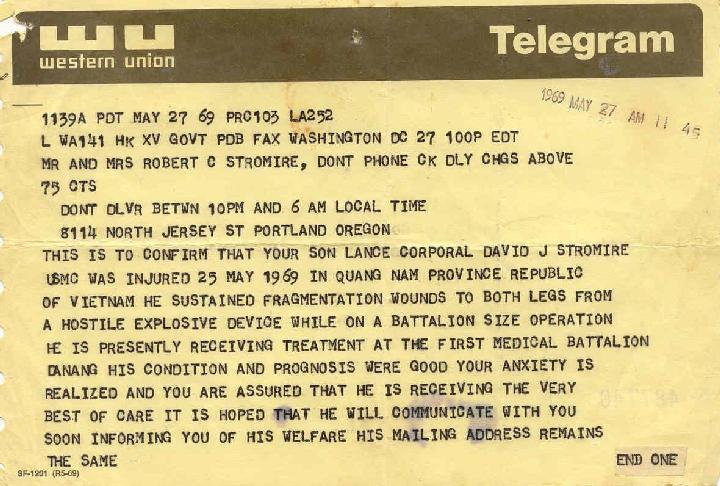 western union
Telegram
1969 MAY 27 AM 11 45
1139A PDT MAY 27 69 PRC103 LA252
L WA141 HK XV GOVT PDB FAX WASHINGTON DC 27 100P EDT
MR AND MRS ROBERT C STROMIRE, DONT PHONE CK DLY CHGS ABOVE
75 CTS
DONT DLVR BETWN 10PM AND 6 AM LOCAL TIME
8114 NORTH JERSEY ST PORTLAND OREGON
THIS IS TO CONFIRM THAT YOUR SON LANCE CORPORAL DAVID J STROMIRE
USMC WAS INJURED 25 MAY 1969 IN QUANG NAM PROVINCE REPUBLIC
OF VIETNAM HE SUSTAINED FRAGMENTATION WOUNDS TO BOTH LEGS FROM
A HOSTILE EXPLOSIVE DEVICE WHILE ON A BATTALION SIZE OPERATION
HE IS PRESENTLY RECEIVING TREATMENT AT THE FIRST MEDICAL BATTALION
DANANG HIS CONDITION AND PROGNOSIS WERE GOOD YOUR ANXIETY IS
REALIZED AND YOU ARE ASSURED THAT HE IS RECEIVING THE VERY
BEST OF CARE IT IS HOPED THAT HE WILL COMMUNICATE WITH YOU
SOON INFORMING YOU OF HIS WELFARE HIS MAILING ADDRESS REMAINS
THE SAME
END ONE
SF-1201 (R5-69)